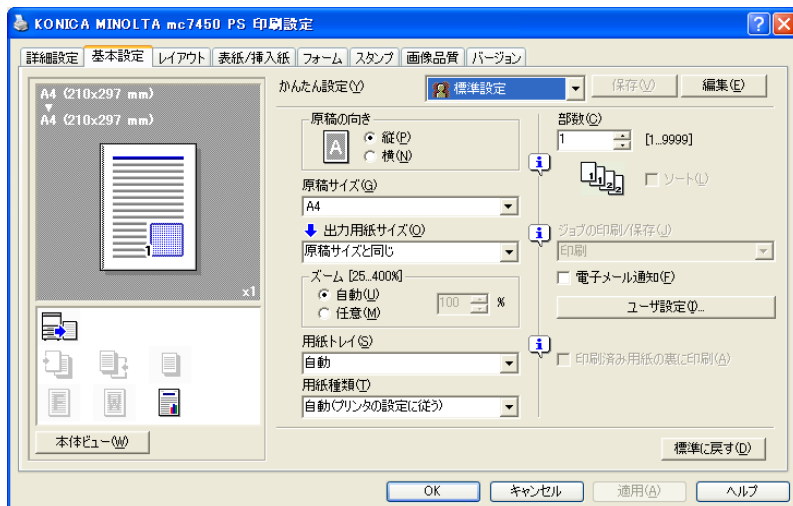 KONICA MINOLTA mc7450 PS 印刷設定
詳細設定 基本設定 レイアウト 表紙/挿入紙 フォーム スタンプ 画像品質 バージョン
A4 (210x297 mm)
A4 (210x297 mm)
1
x1
本体ビュー(W)
かんたん設定(Y) 標準設定 保存(V) 編集(E)
原稿の向き
A
縦(P)
横(N)
原稿サイズ(G)
A4
出力用紙サイズ(O)
原稿サイズと同じ
ズーム [25...400%]
自動(U)
任意(M)
100 %
用紙トレイ(S)
自動
用紙種類(T)
自動(プリンタの設定に従う)
部数(C)
1 [1...9999]
1 1 2 2 ソート(L)
ジョブの印刷/保存(J)
印刷
電子メール通知(F)
ユーザ設定(I)...
印刷済み用紙の裏に印刷(A)
標準に戻す(D)
OK キャンセル 適用(A) ヘルプ